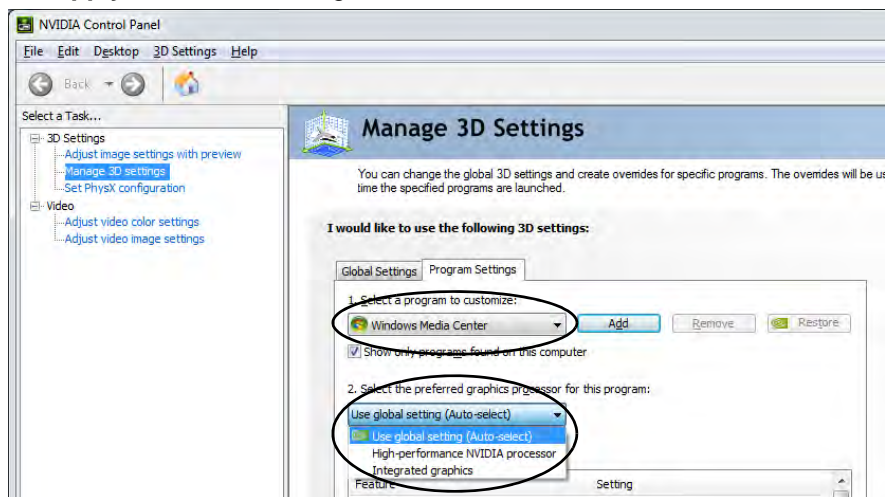 NVIDIA Control Panel
File Edit Desktop 3D Settings Help
Back
Select a Task...
3D Settings
Adjust image settings with preview
Manage 3D settings
Set PhysX configuration
Video
Adjust video color settings
Adjust video image settings
Manage 3D Settings
You can change the global 3D settings and create overrides for specific programs. The overrides will be
time the specified programs are launched.
I would like to use the following 3D settings:
Global Settings Program Settings
1. Select a program to customize:
Windows Media Center Add Remove Restore
Show only programs found on this computer
2. Select the preferred graphics processor for this program:
Use global setting (Auto-select)
Use global setting (Auto-select)
High-performance NVIDIA processor
Integrated graphics
Feature Setting